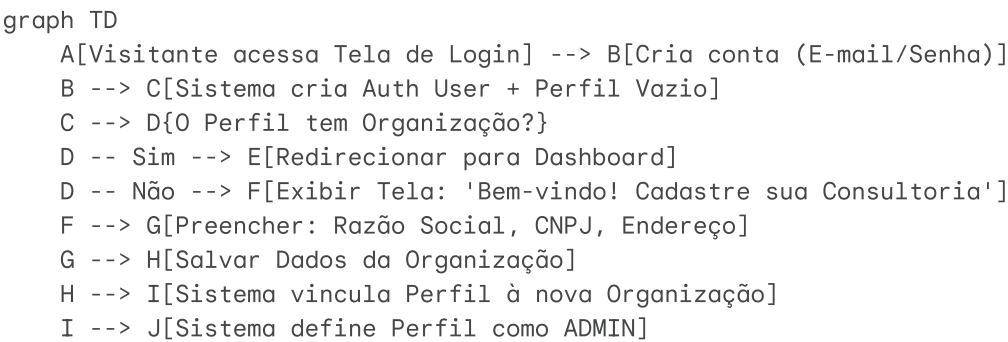 graph TD
    A[Visitante acessa Tela de Login] --> B[Cria conta (E-mail/Senha)]
    B --> C[Sistema cria Auth User + Perfil Vazio]
    C --> D{O Perfil tem Organização?}
    D -- Sim --> E[Redirecionar para Dashboard]
    D -- Não --> F[Exibir Tela: 'Bem-vindo! Cadastre sua Consultoria']
    F --> G[Preencher: Razão Social, CNPJ, Endereço]
    G --> H[Salvar Dados da Organização]
    H --> I[Sistema vincula Perfil à nova Organização]
    I --> J[Sistema define Perfil como ADMIN]